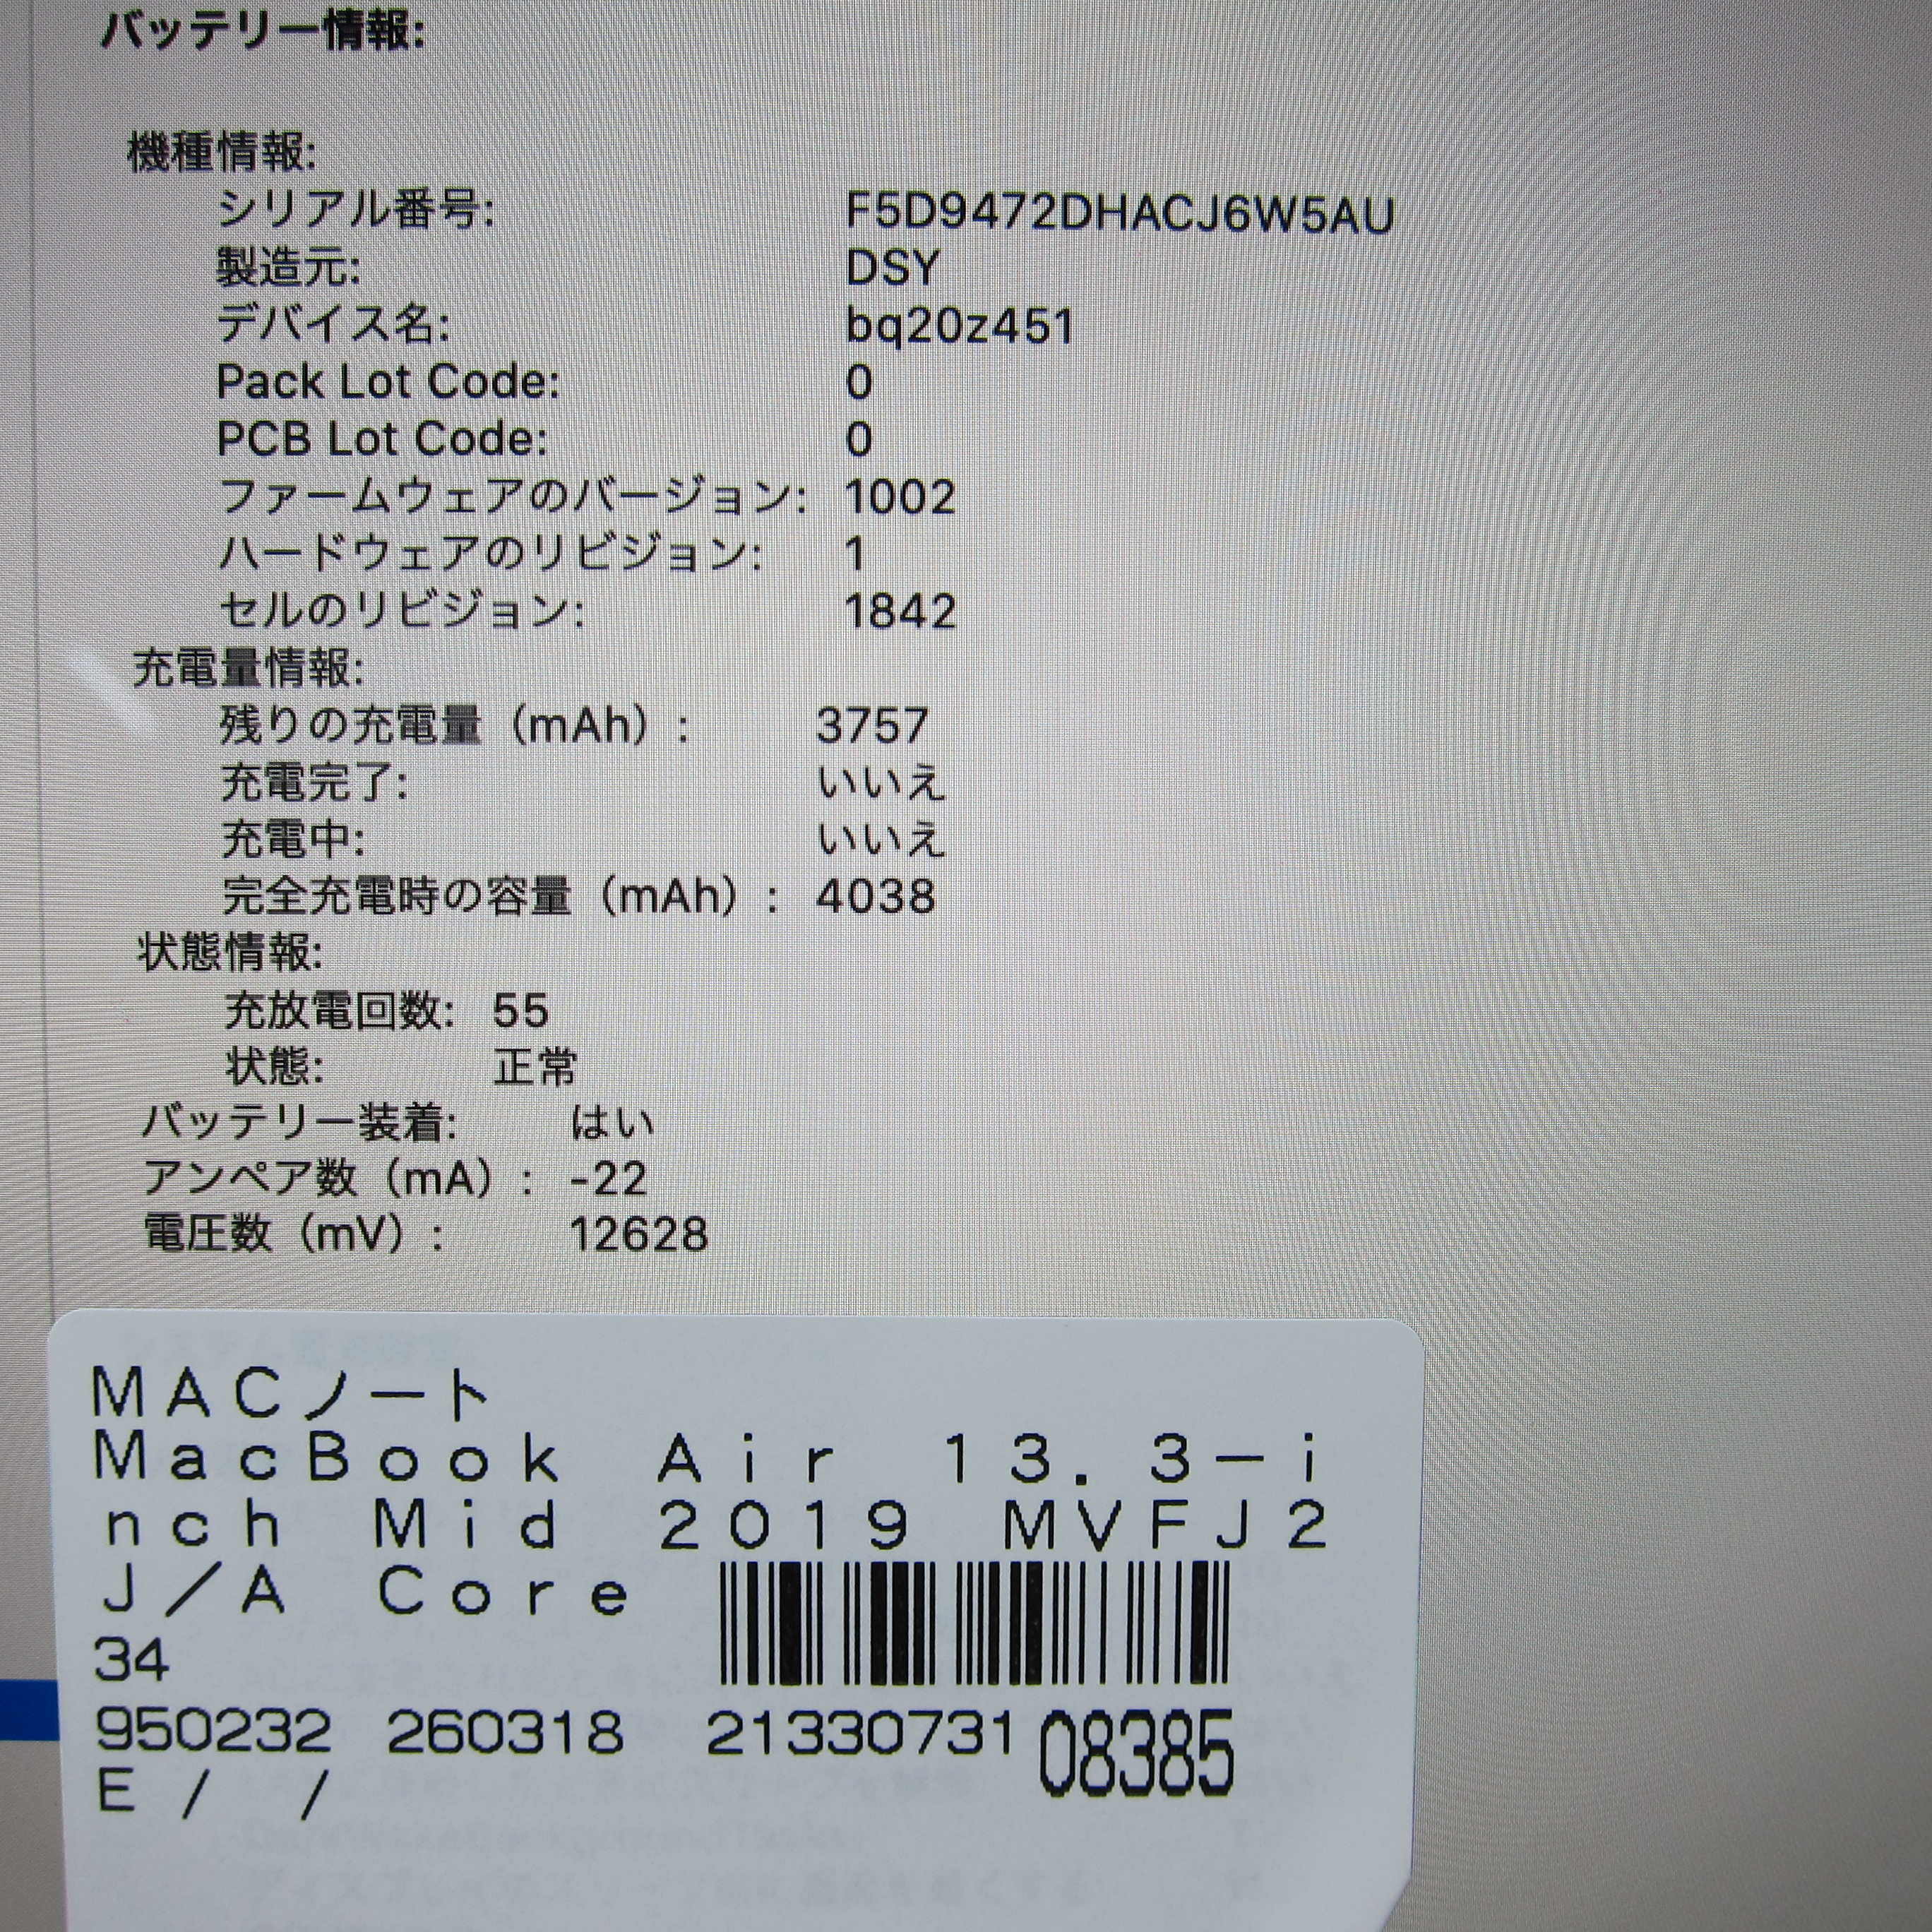 バッテリー情報:
機種情報:
シリアル番号: F5D9472DHACJ6W5AU
製造元: DSY
デバイス名: bq20z451
Pack Lot Code: 0
PCB Lot Code: 0
ファームウェアのバージョン: 1002
ハードウェアのリビジョン: 1
セルのリビジョン: 1842
充電量情報:
残りの充電量（mAh）: 3757
充電完了: いいえ
充電中: いいえ
完全充電時の容量（mAh）: 4038
状態情報:
充放電回数: 55
状態: 正常
バッテリー装着: はい
アンペア数（mA）: -22
電圧数（mV）: 12628
ＭＡＣノート
ＭａｃＢｏｏｋ　Ａｉｒ　１３．３－ｉ
ｎｃｈ　Ｍｉｄ　２０１９　ＭＶＦＪ２
Ｊ／Ａ　Ｃｏｒｅ
34
950232 260318 21330731 08385
E / /